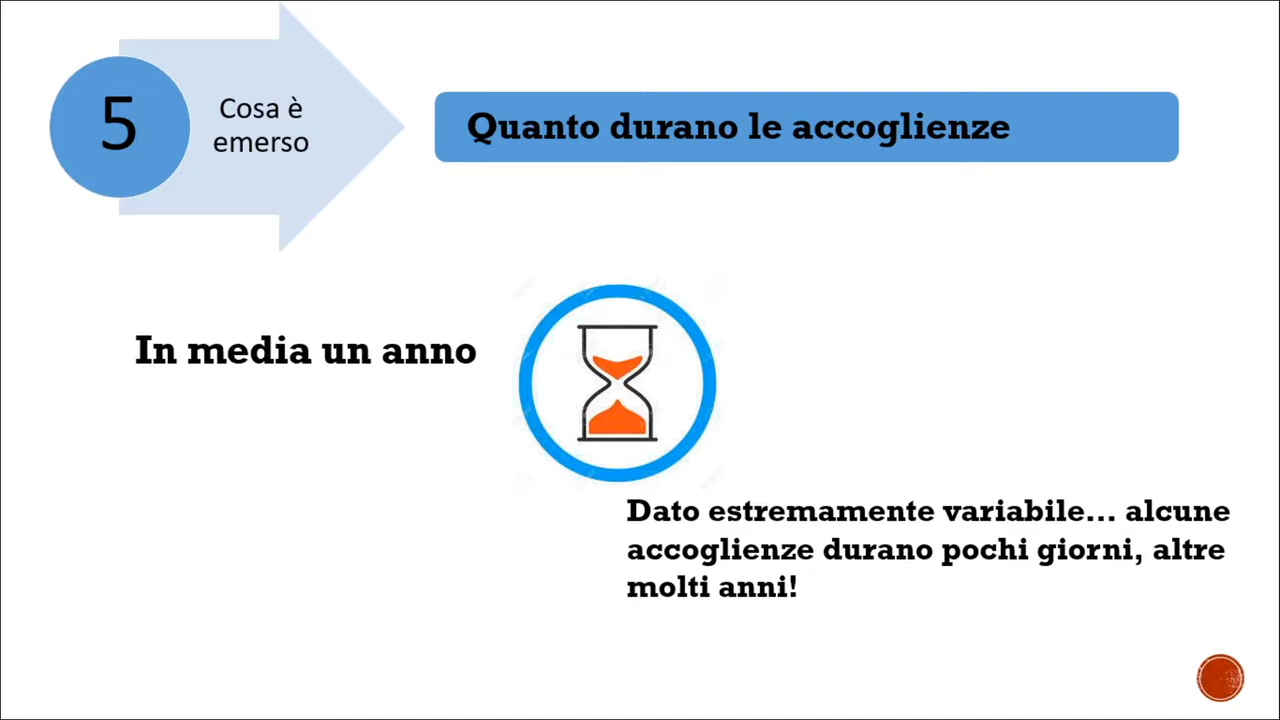 5
Cosa è
emerso
Quanto durano le accoglienze
In media un anno
Dato estremamente variabile... alcune
accoglienze durano pochi giorni, altre
molti anni!